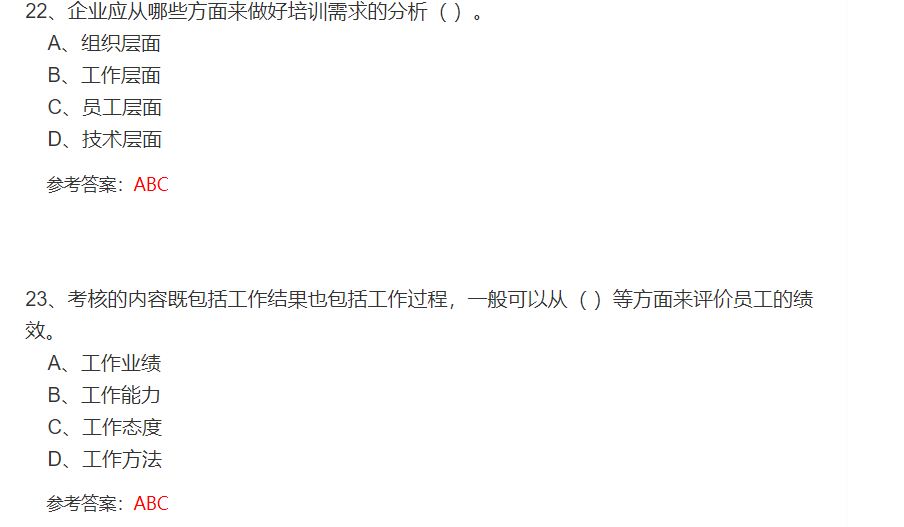 22、企业应从哪些方面来做好培训需求的分析（ ）。
A、组织层面
B、工作层面
C、员工层面
D、技术层面
参考答案：ABC
23、考核的内容既包括工作结果也包括工作过程，一般可以从（ ）等方面来评价员工的绩
效。
A、工作业绩
B、工作能力
C、工作态度
D、工作方法
参考答案：ABC